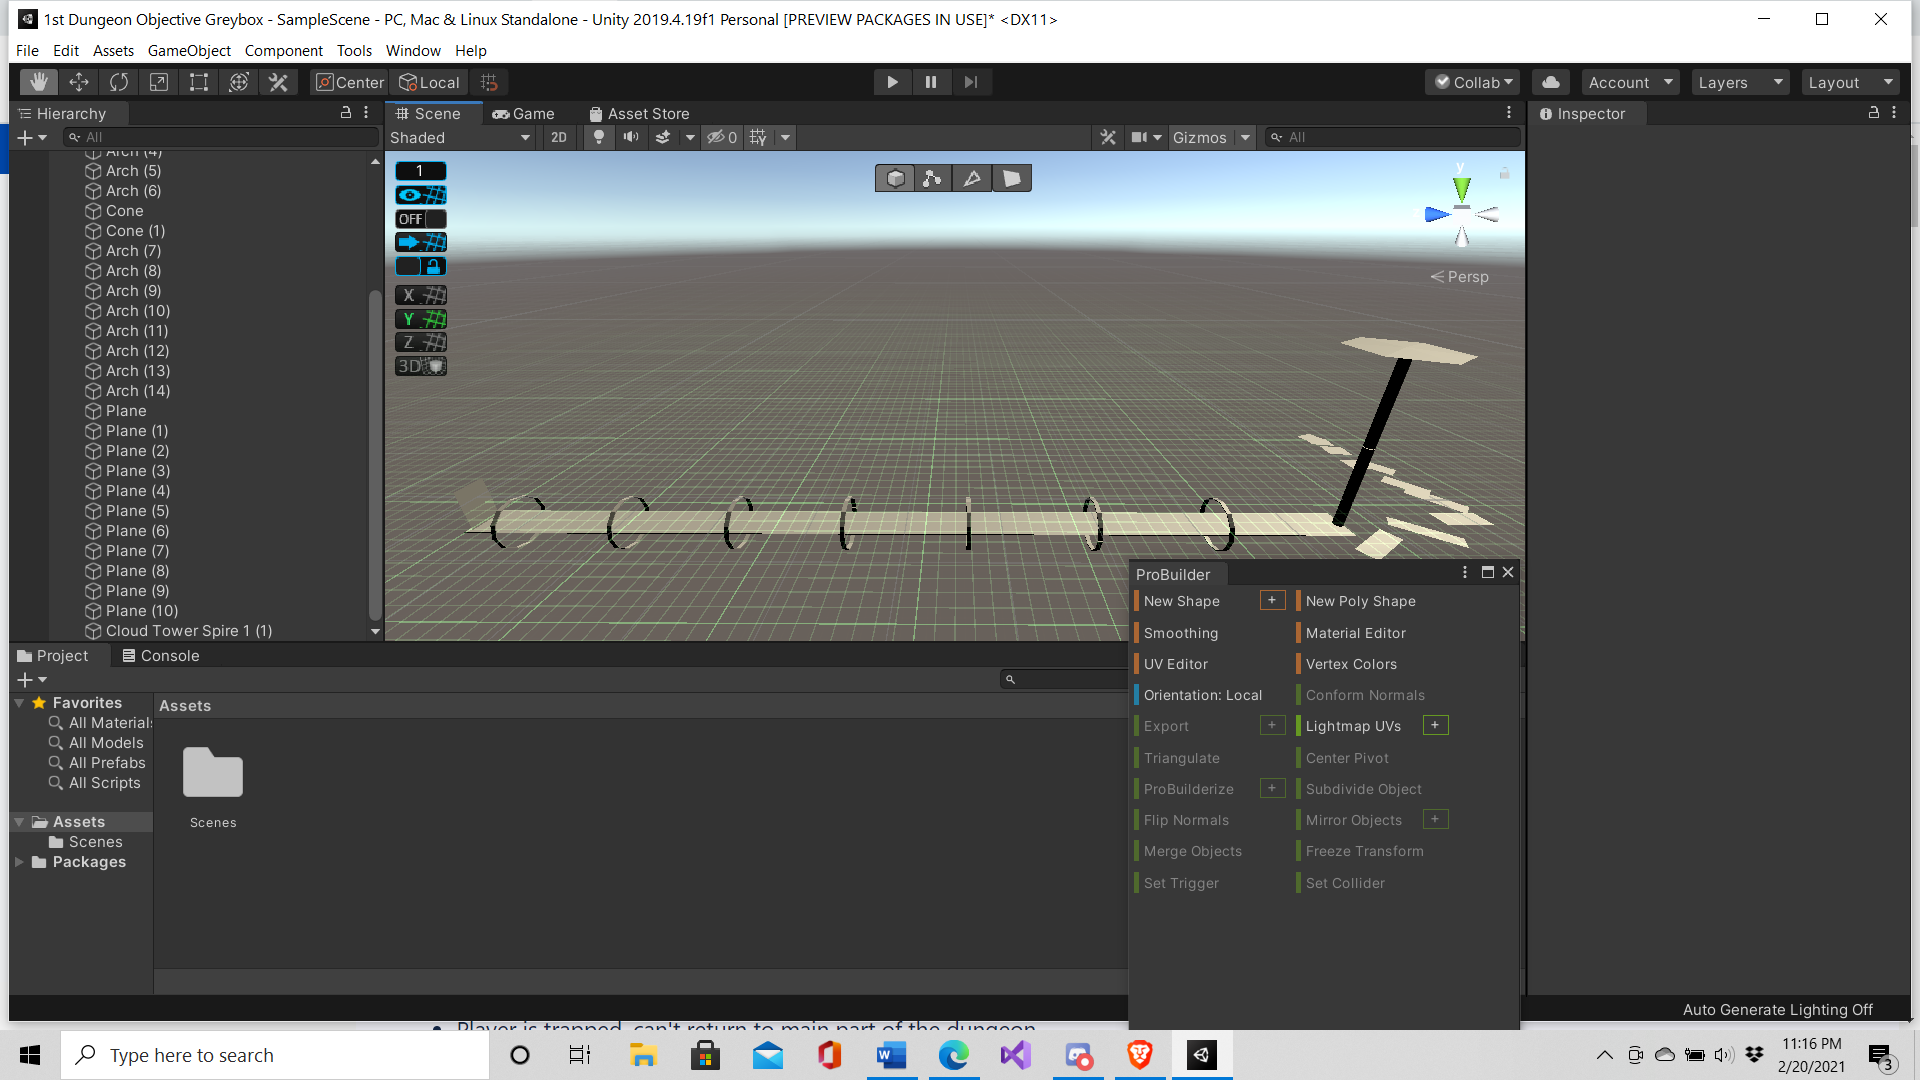 1st Dungeon Objective Greybox - SampleScene - PC, Mac & Linux Standalone - Unity 2019.4.19f1 Personal [PREVIEW PACKAGES IN USE]* <DX11>
File Edit Assets GameObject Component Tools Window Help
Center Local Collab Account Layers Layout
Hierarchy Scene Game Asset Store Inspector
All Shaded 2D 0 Gizmos All
Arch (4)
Arch (5)
Arch (6)
Cone
Cone (1)
Arch (7)
Arch (8)
Arch (9)
Arch (10)
Arch (11)
Arch (12)
Arch (13)
Arch (14)
Plane
Plane (1)
Plane (2)
Plane (3)
Plane (4)
Plane (5)
Plane (6)
Plane (7)
Plane (8)
Plane (9)
Plane (10)
Cloud Tower Spire 1 (1)
1
OFF
X
Y
Z
3D
y
Persp
ProBuilder
New Shape + New Poly Shape
Smoothing Material Editor
UV Editor Vertex Colors
Orientation: Local Conform Normals
Export + Lightmap UVs +
Triangulate Center Pivot
ProBuilderize + Subdivide Object
Flip Normals Mirror Objects +
Merge Objects Freeze Transform
Set Trigger Set Collider
Project Console
Favorites
All Materials
All Models
All Prefabs
All Scripts
Assets
Scenes
Packages
Assets
Scenes
Auto Generate Lighting Off
Player is trapped, can't return to main part of the dungeon
Type here to search
11:16 PM
2/20/2021
3